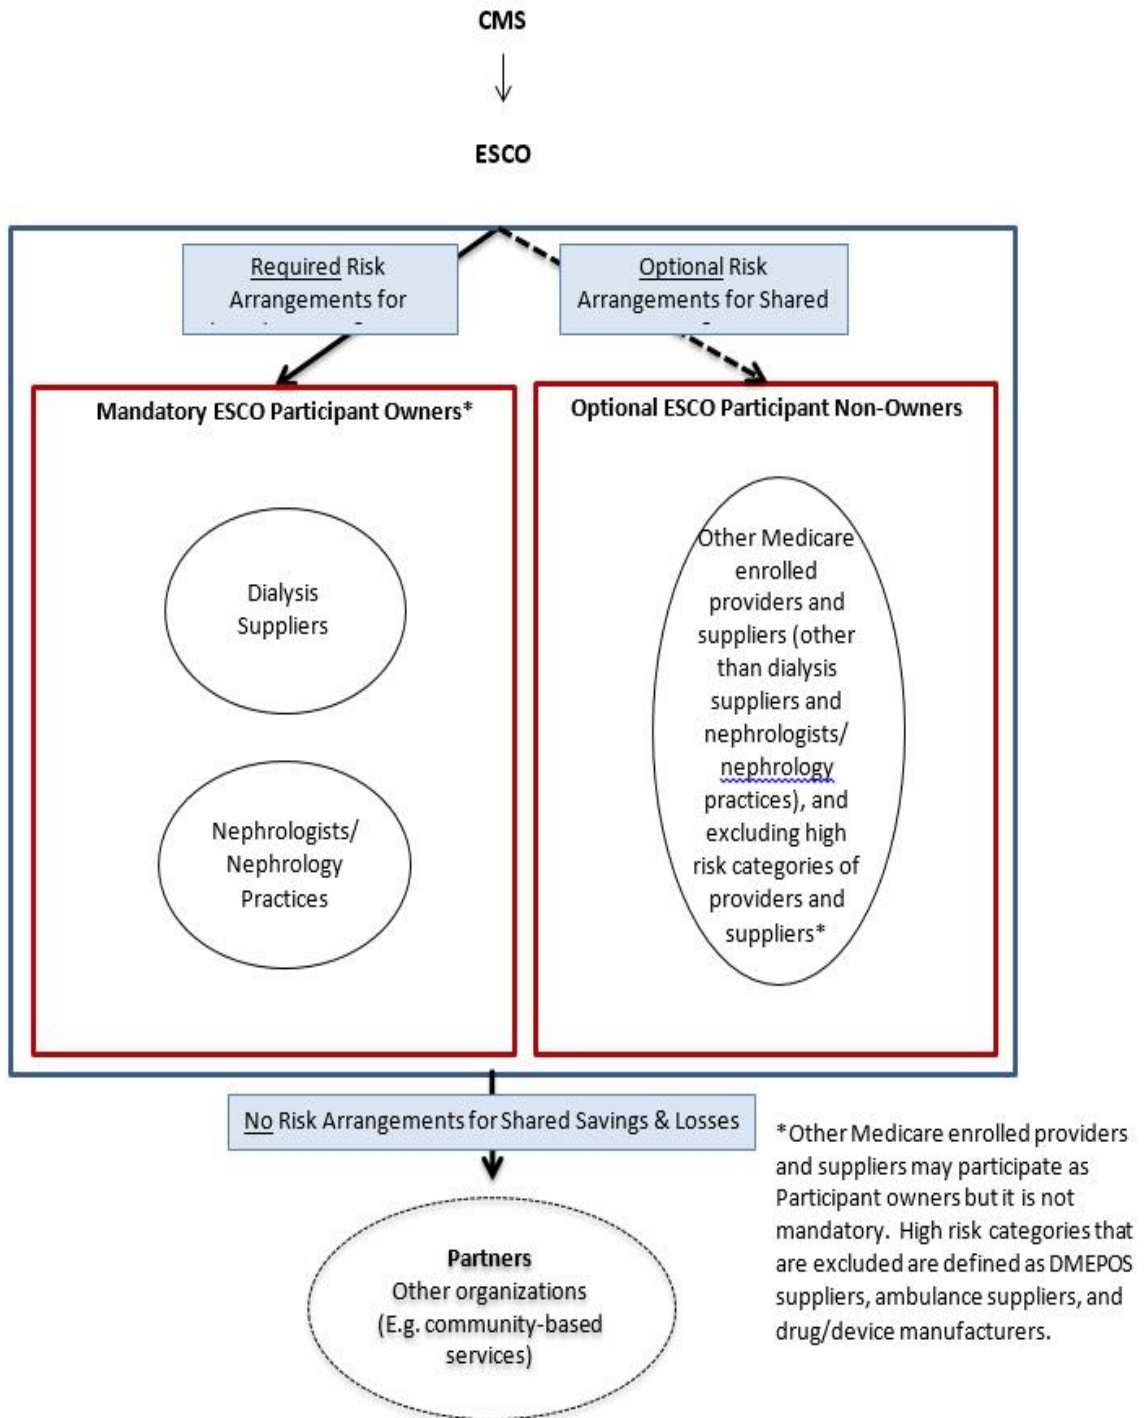 CMS
ESCO
Required Risk
Arrangements for
Optional Risk
Arrangements for Shared
Mandatory ESCO Participant Owners*
Dialysis
Suppliers
Nephrologists/
Nephrology
Practices
Optional ESCO Participant Non-Owners
Other Medicare
enrolled
providers and
suppliers (other
than dialysis
suppliers and
nephrologists/
nephrology
practices), and
excluding high
risk categories of
providers and
suppliers*
No Risk Arrangements for Shared Savings & Losses
Partners
Other organizations
(E.g. community-based
services)
*Other Medicare enrolled providers
and suppliers may participate as
Participant owners but it is not
mandatory. High risk categories that
are excluded are defined as DMEPOS
suppliers, ambulance suppliers, and
drug/device manufacturers.